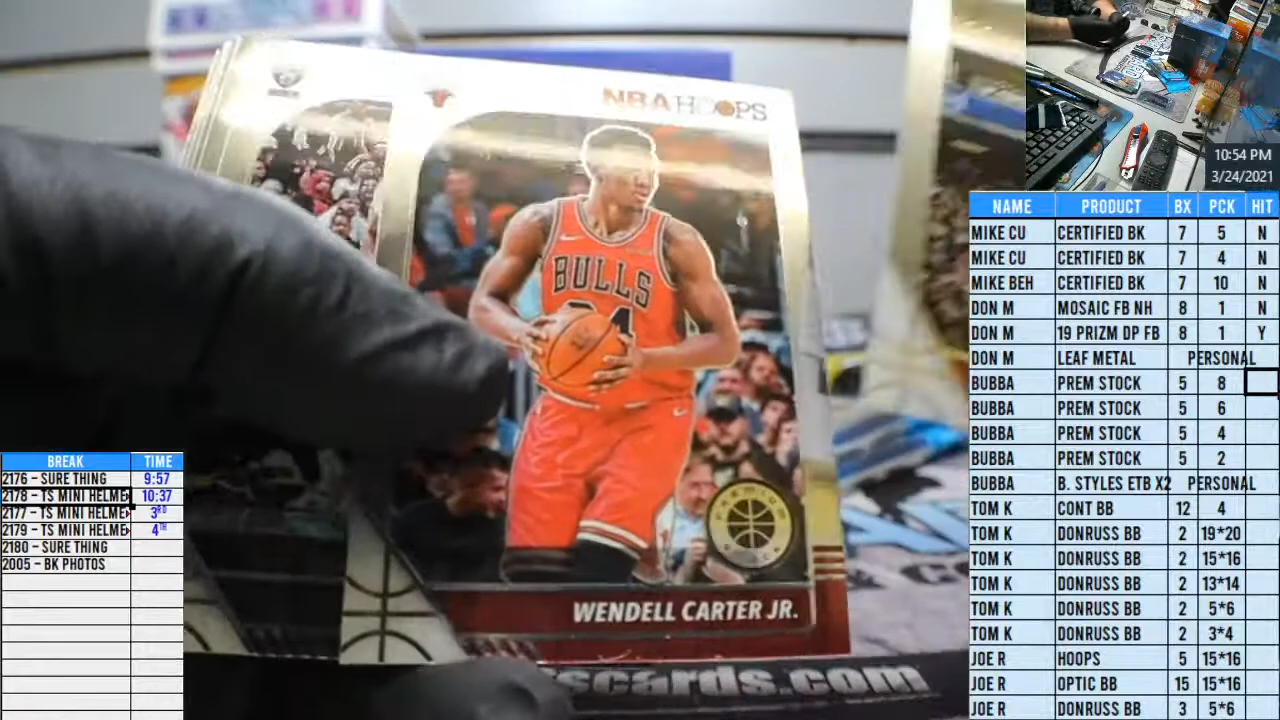 NBA HOOPS
BULLS
34
PREMIUM
STOCK
WENDELL CARTER JR.
scards.com
10:54 PM
3/24/2021
NAME PRODUCT BX PCK HIT
MIKE CU CERTIFIED BK 7 5 N
MIKE CU CERTIFIED BK 7 4 N
MIKE BEH CERTIFIED BK 7 10 N
DON M MOSAIC FB NH 8 1 N
DON M 19 PRIZM DP FB 8 1 Y
DON M LEAF METAL PERSONAL
BUBBA PREM STOCK 5 8
BUBBA PREM STOCK 5 6
BUBBA PREM STOCK 5 4
BUBBA PREM STOCK 5 2
BUBBA B. STYLES ETB X2 PERSONAL
TOM K CONT BB 12 4
TOM K DONRUSS BB 2 19*20
TOM K DONRUSS BB 2 15*16
TOM K DONRUSS BB 2 13*14
TOM K DONRUSS BB 2 5*6
TOM K DONRUSS BB 2 3*4
JOE R HOOPS 5 15*16
JOE R OPTIC BB 15 15*16
JOE R DONRUSS BB 3 5*6
BREAK TIME
2176 – SURE THING 9:57
2178 – TS MINI HELME 10:37
2177 – TS MINI HELME 3RD
2179 – TS MINI HELME 4TH
2180 – SURE THING
2005 – BK PHOTOS